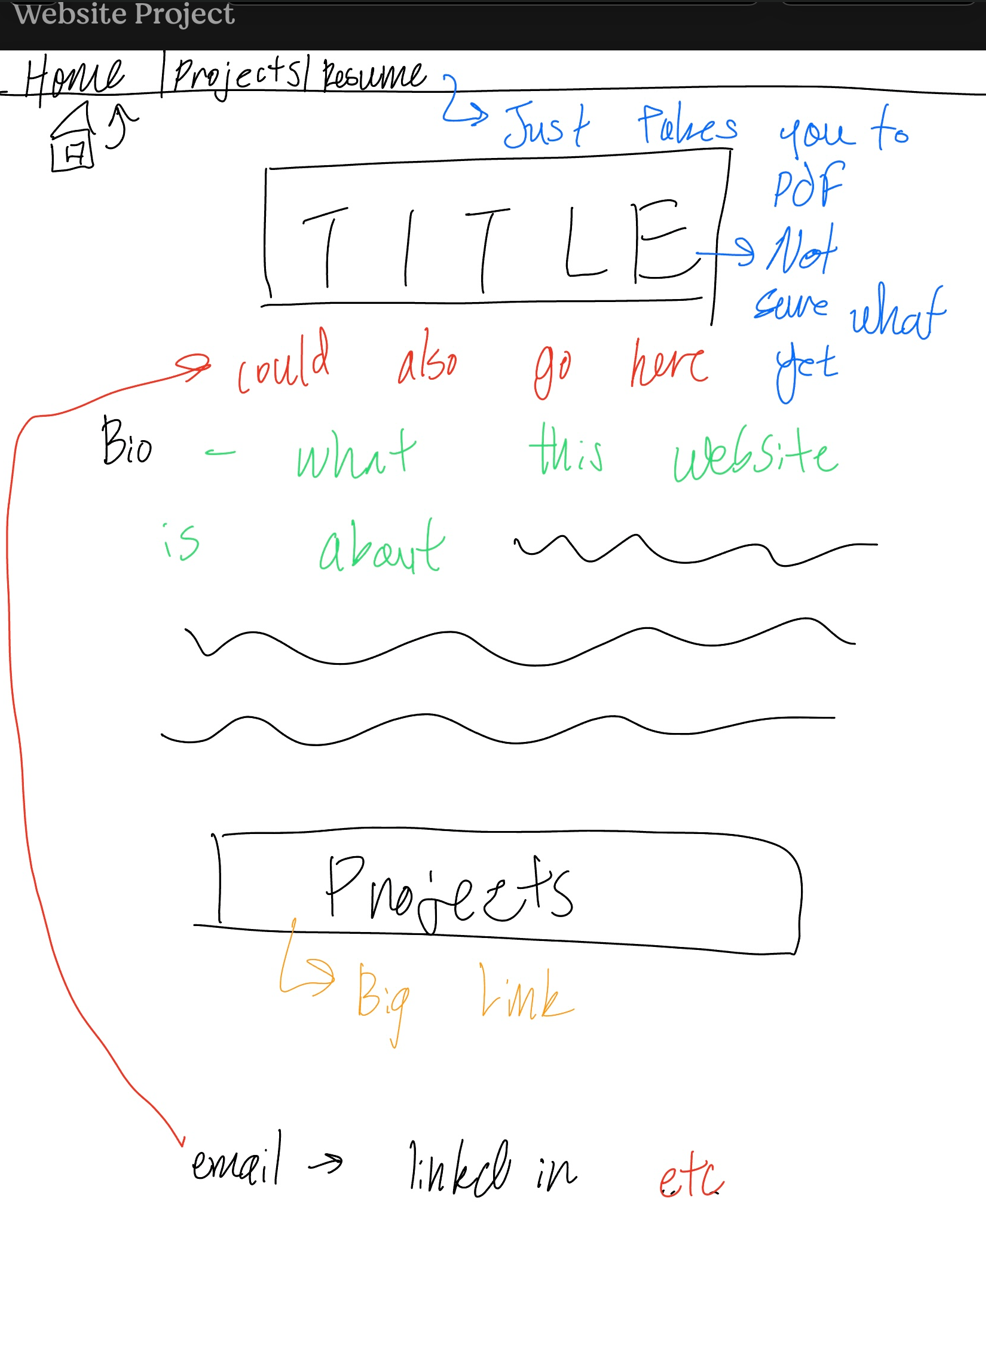 Website Project
Home | Projects | Resume
Just takes you to
PDF
TITLE
Not
sure what
yet
could also go here
Bio - what this website
is about
Projects
Big Link
email → linkd in etc